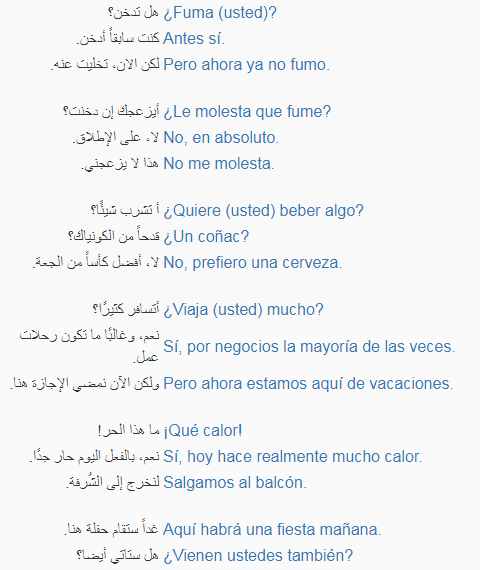 هل تدخن؟ ¿Fuma (usted)?
كنت سابقاً أدخن. Antes sí.
لكن الان، تخليت عنه. Pero ahora ya no fumo.
أيزعجك إن دخنت؟ ¿Le molesta que fume?
لا، على الإطلاق. No, en absoluto.
هذا لا يزعجني. No me molesta.
أ تشرب شيئًا؟ ¿Quiere (usted) beber algo?
قدحاً من الكونياك؟ ¿Un coñac?
لا، أفضل كأساً من الجعة. No, prefiero una cerveza.
أتسافر كثيرًا؟ ¿Viaja (usted) mucho?
نعم، وغالبًا ما تكون رحلات
عمل. Sí, por negocios la mayoría de las veces.
ولكن الآن نمضي الإجازة هنا. Pero ahora estamos aquí de vacaciones.
ما هذا الحر! ¡Qué calor!
نعم، بالفعل اليوم حار جدًا. Sí, hoy hace realmente mucho calor.
لنخرج إلى الشُرفة. Salgamos al balcón.
غداً ستقام حفلة هنا. Aquí habrá una fiesta mañana.
هل ستاتي أيضا؟ ¿Vienen ustedes también?